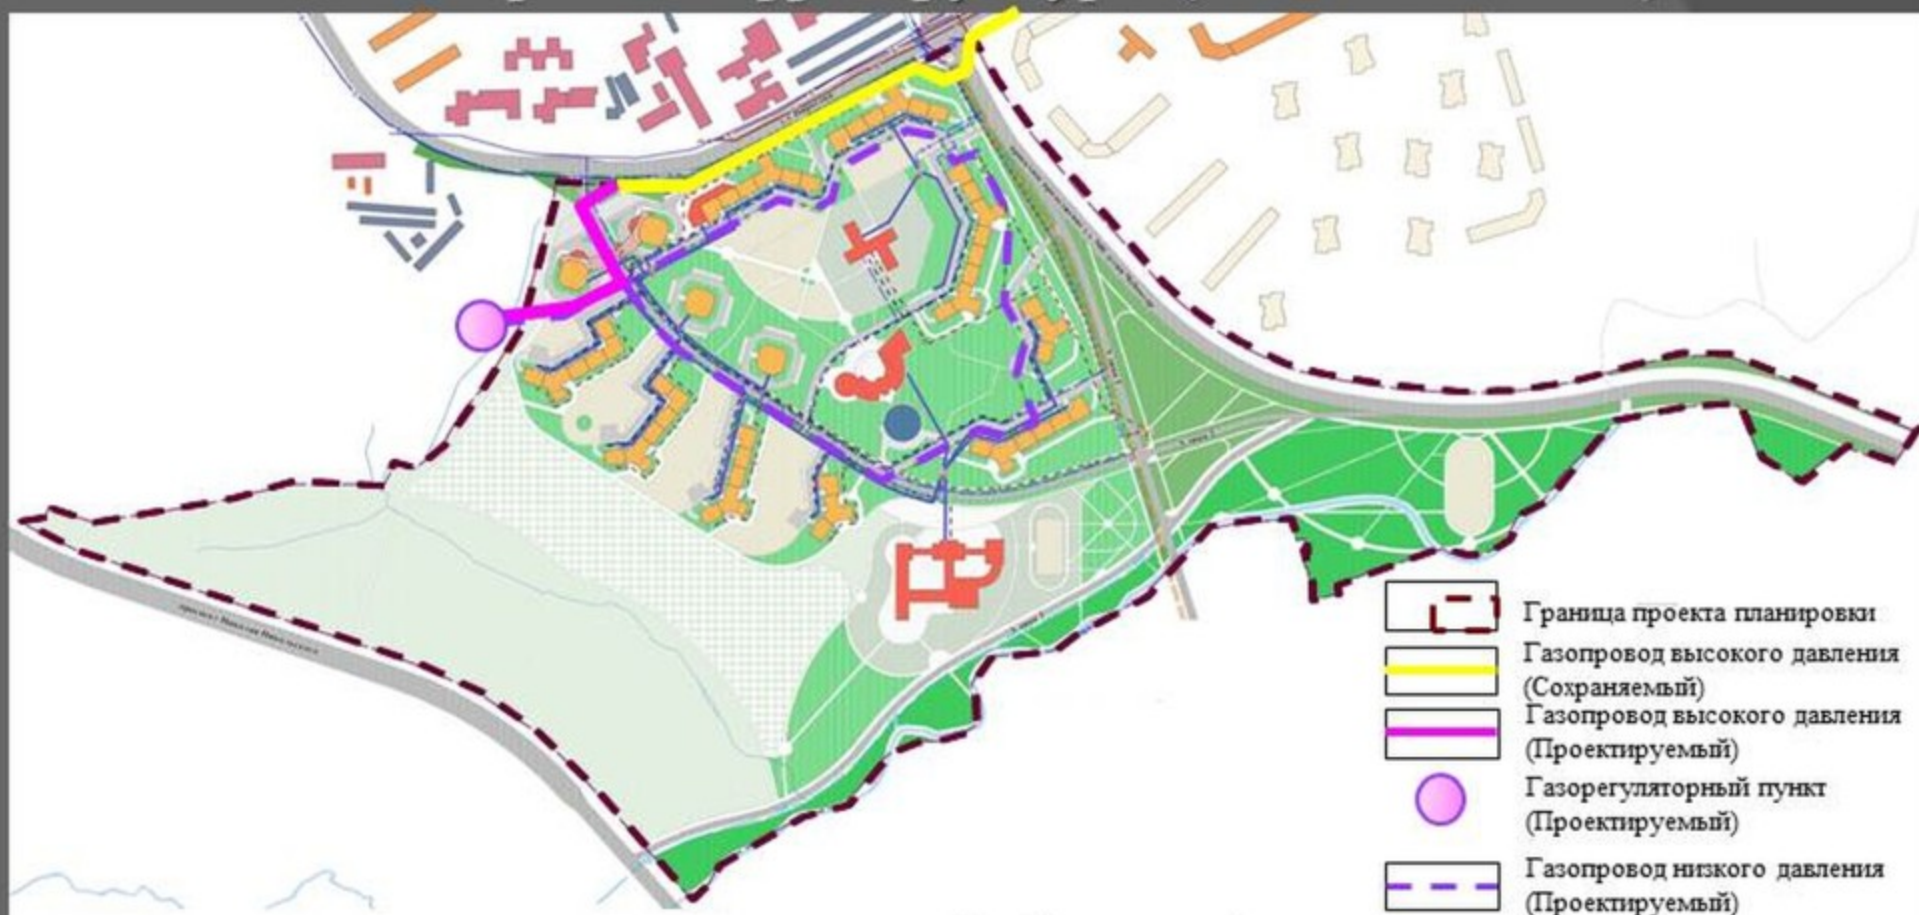 Граница проекта планировки
Газопровод высокого давления
(Сохраняемый)
Газопровод высокого давления
(Проектируемый)
Газорегуляторный пункт
(Проектируемый)
Газопровод низкого давления
(Проектируемый)